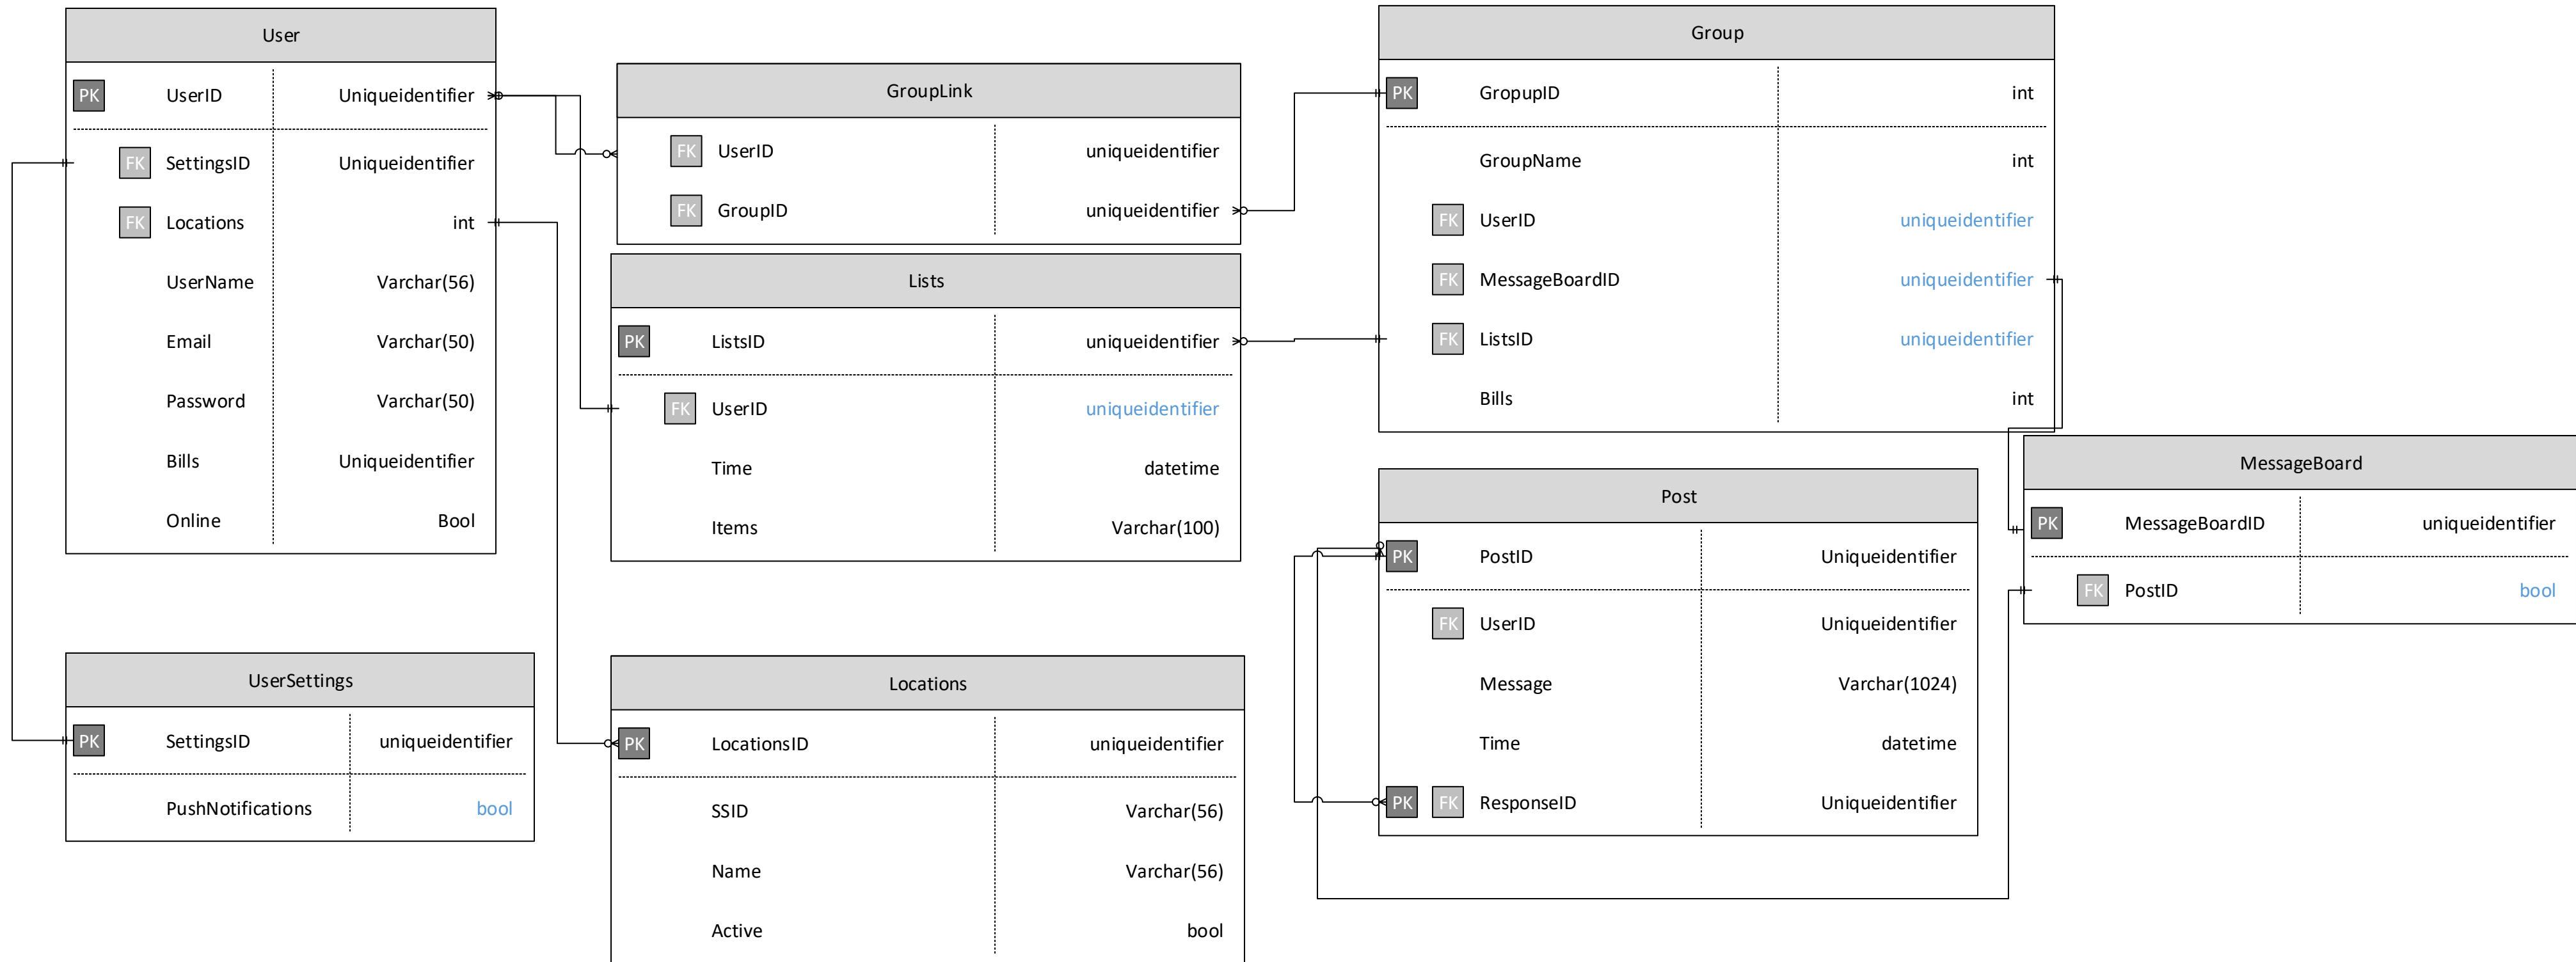 User
PK UserID Uniqueidentifier
FK SettingsID Uniqueidentifier
FK Locations int
UserName Varchar(56)
Email Varchar(50)
Password Varchar(50)
Bills Uniqueidentifier
Online Bool
GroupLink
FK UserID uniqueidentifier
FK GroupID uniqueidentifier
Lists
PK ListsID uniqueidentifier
FK UserID uniqueidentifier
Time datetime
Items Varchar(100)
Group
PK GropupID int
GroupName int
FK UserID uniqueidentifier
FK MessageBoardID uniqueidentifier
FK ListsID uniqueidentifier
Bills int
MessageBoard
PK MessageBoardID uniqueidentifier
FK PostID bool
Post
PK PostID Uniqueidentifier
FK UserID Uniqueidentifier
Message Varchar(1024)
Time datetime
PK FK ResponseID Uniqueidentifier
UserSettings
PK SettingsID uniqueidentifier
PushNotifications bool
Locations
PK LocationsID uniqueidentifier
SSID Varchar(56)
Name Varchar(56)
Active bool